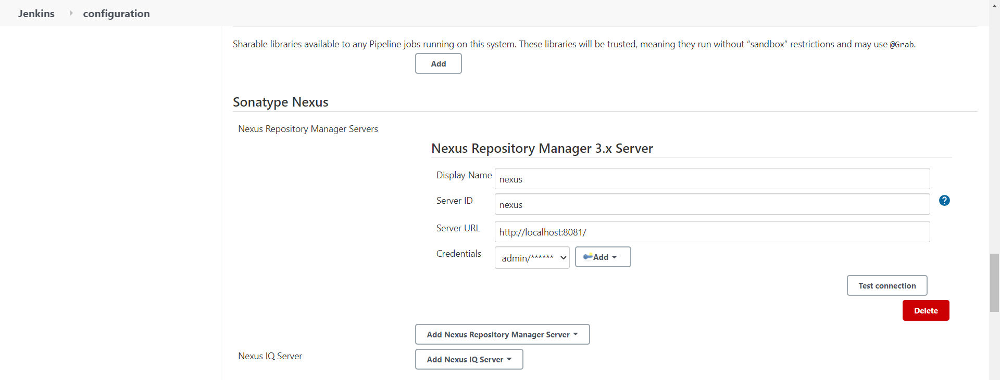 Jenkins configuration
Sharable libraries available to any Pipeline jobs running on this system. These libraries will be trusted, meaning they run without “sandbox” restrictions and may use @Grab.
Add
Sonatype Nexus
Nexus Repository Manager Servers
Nexus Repository Manager 3.x Server
Display Name nexus
Server ID nexus
?
Server URL http://localhost:8081/
Credentials admin/****** Add
Test connection
Delete
Add Nexus Repository Manager Server
Nexus IQ Server Add Nexus IQ Server